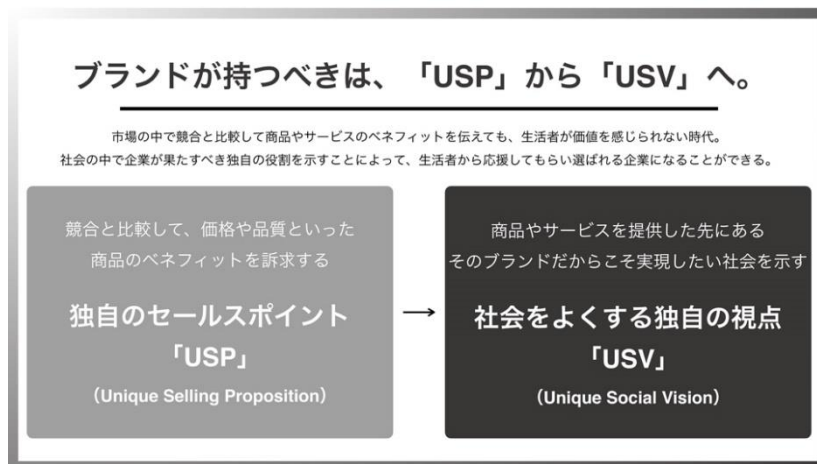 ブランドが持つべきは、「USP」から「USV」へ。
市場の中で競合と比較して商品やサービスのベネフィットを伝えても、生活者が価値を感じられない時代。
社会の中で企業が果たすべき独自の役割を示すことによって、生活者から応援してもらい選ばれる企業になることができる。
競合と比較して、価格や品質といった
商品のベネフィットを訴求する
独自のセールスポイント
「USP」
（Unique Selling Proposition）
→
商品やサービスを提供した先にある
そのブランドだからこそ実現したい社会を示す
社会をよくする独自の視点
「USV」
（Unique Social Vision）